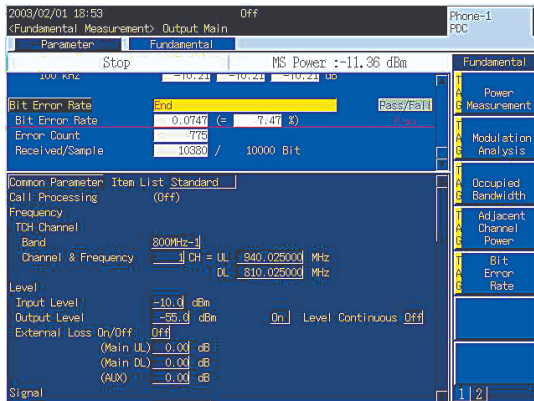 2003/02/01 18:53 Off Phone-1
<Fundamental Measurement> Output Main PDC
Parameter Fundamental
Stop MS Power :-11.36 dBm Fundamental
100 kHz -10.21 -10.21 -10.21 dB
Bit Error Rate End Pass/Fail
Bit Error Rate 0.0747 (= 7.47 %)
Error Count 775
Received/Sample 10380 / 10000 Bit
Common Parameter Item List Standard
Call Processing (Off)
Frequency
TCH Channel
Band 800MHz-1
Channel & Frequency 1 CH = UL 940.025000 MHz
DL 810.025000 MHz
Level
Input Level -10.0 dBm
Output Level -55.0 dBm On Level Continuous Off
External Loss On/Off Off
(Main UL) 0.00 dB
(Main DL) 0.00 dB
(AUX) 0.00 dB
Signal
TAG Power Measurement
TAG Modulation Analysis
TAG Occupied Bandwidth
TAG Adjacent Channel Power
TAG Bit Error Rate
1 2